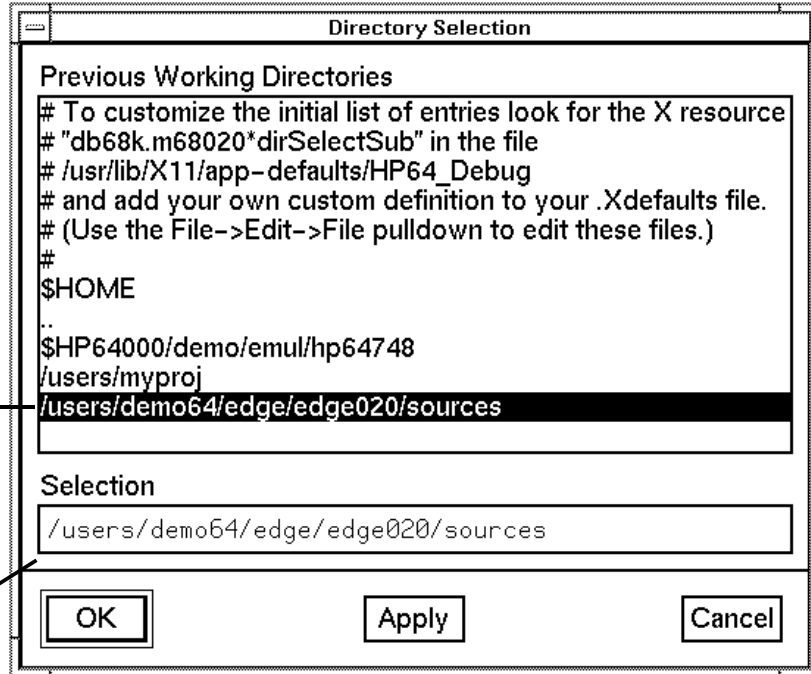 Directory Selection
Previous Working Directories
# To customize the initial list of entries look for the X resource
# "db68k.m68020*dirSelectSub" in the file
# /usr/lib/X11/app-defaults/HP64_Debug
# and add your own custom definition to your .Xdefaults file.
# (Use the File->Edit->File pulldown to edit these files.)
#
$HOME
..
$HP64000/demo/emul/hp64748
/users/myproj
/users/demo64/edge/edge020/sources
Selection
/users/demo64/edge/edge020/sources
OK Apply Cancel